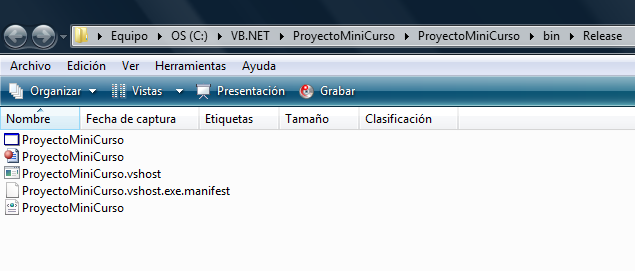 Equipo OS (C:) VB.NET ProyectoMiniCurso ProyectoMiniCurso bin Release
Archivo Edición Ver Herramientas Ayuda
Organizar Vistas Presentación Grabar
Nombre Fecha de captura Etiquetas Tamaño Clasificación
ProyectoMiniCurso
ProyectoMiniCurso
ProyectoMiniCurso.vshost
ProyectoMiniCurso.vshost.exe.manifest
ProyectoMiniCurso